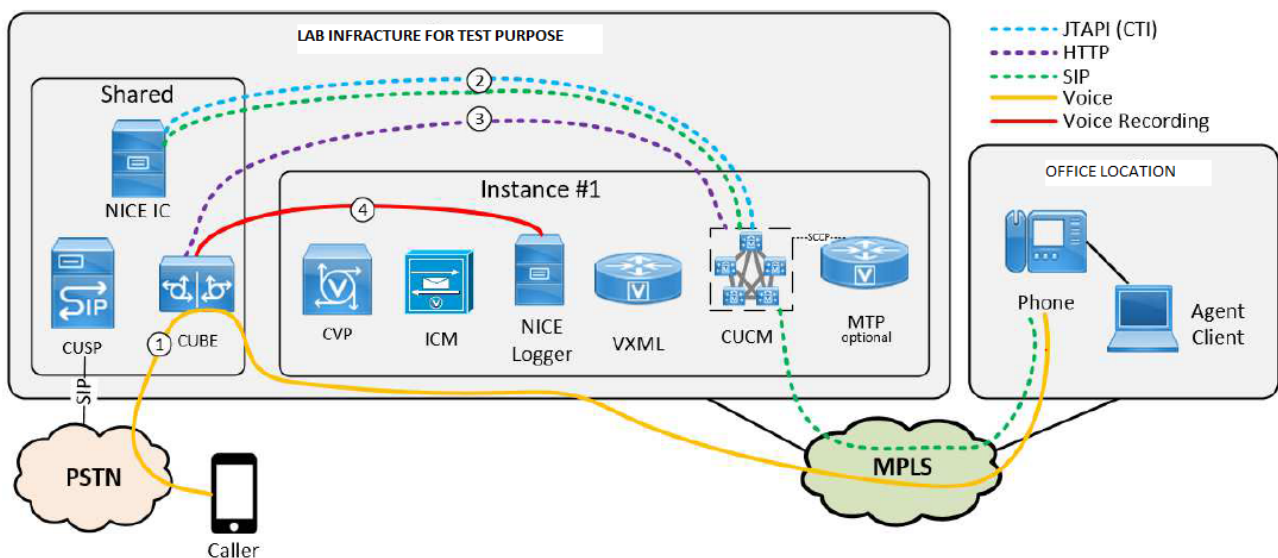 LAB INFRACTURE FOR TEST PURPOSE
JTAPI (CTI)
HTTP
SIP
Voice
Voice Recording
Shared
NICE IC
SIP
CUSP
CUBE
Instance #1
CVP
V
ICM
V
NICE
Logger
V
VXML
CUCM
SCCP
V
MTP
optional
OFFICE LOCATION
Phone
Agent
Client
1
2
3
4
SIP
PSTN
Caller
MPLS